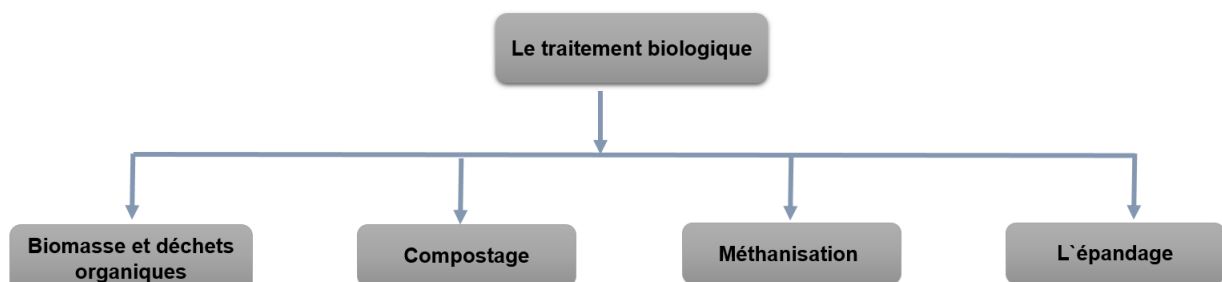 Le traitement biologique
Biomasse et déchets
organiques
Compostage
Méthanisation
L`épandage